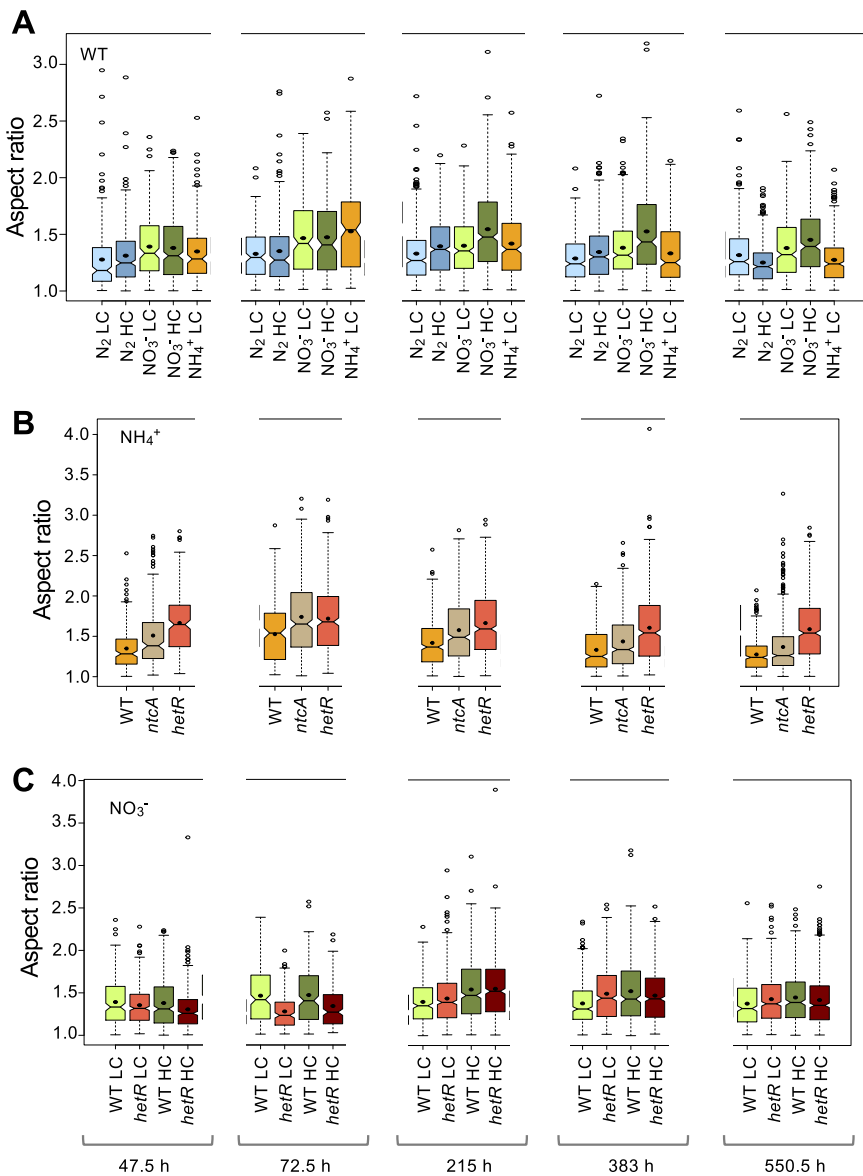 A
WT
Aspect ratio
3.0
2.5
2.0
1.5
1.0
N₂ LC N₂ HC NO₃⁻ LC NO₃⁻ HC NH₄⁺ LC N₂ LC N₂ HC NO₃⁻ LC NO₃⁻ HC NH₄⁺ LC N₂ LC N₂ HC NO₃⁻ LC NO₃⁻ HC NH₄⁺ LC N₂ LC N₂ HC NO₃⁻ LC NO₃⁻ HC NH₄⁺ LC N₂ LC N₂ HC NO₃⁻ LC NO₃⁻ HC NH₄⁺ LC
B
NH₄⁺
Aspect ratio
4.0
3.5
3.0
2.5
2.0
1.5
1.0
WT ntcA hetR WT ntcA hetR WT ntcA hetR WT ntcA hetR WT ntcA hetR
C
NO₃⁻
Aspect ratio
4.0
3.5
3.0
2.5
2.0
1.5
1.0
WT LC hetR LC WT HC hetR HC WT LC hetR LC WT HC hetR HC WT LC hetR LC WT HC hetR HC WT LC hetR LC WT HC hetR HC WT LC hetR LC WT HC hetR HC
47.5 h 72.5 h 215 h 383 h 550.5 h